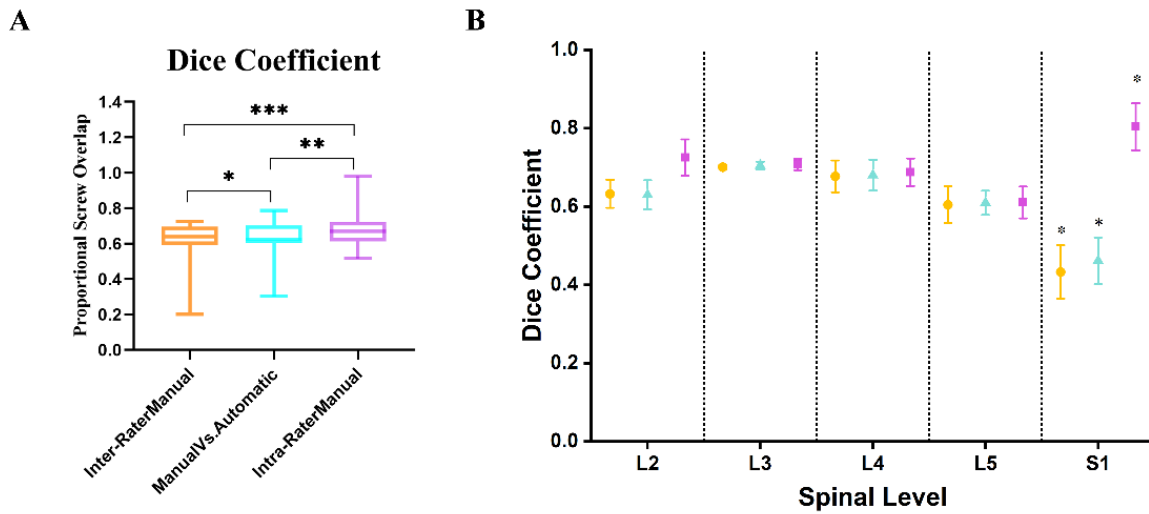 A
Dice Coefficient
Proportional Screw Overlap
1.4
1.2
1.0
0.8
0.6
0.4
0.2
0.0
***
**
*
Inter-RaterManual
ManualVs.Automatic
Intra-RaterManual
B
Dice Coefficient
1.0
0.8
0.6
0.4
0.2
0.0
*
*
*
L2 L3 L4 L5 S1
Spinal Level